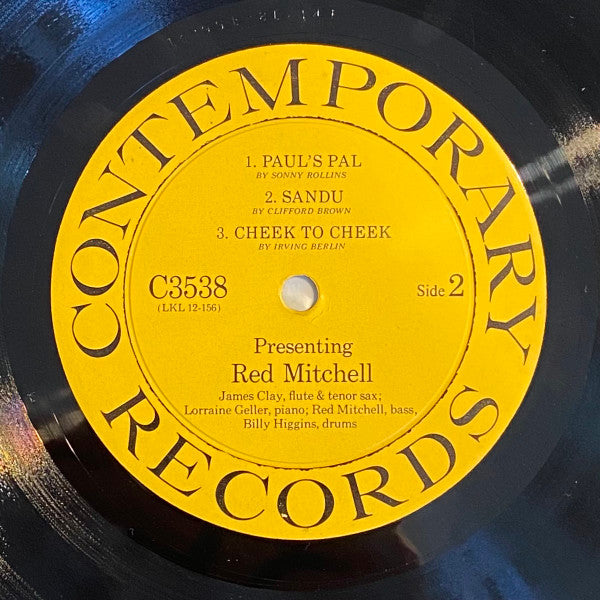 CONTEMPORARY
RECORDS
1. PAUL'S PAL
BY SONNY ROLLINS
2. SANDU
BY CLIFFORD BROWN
3. CHEEK TO CHEEK
BY IRVING BERLIN
C3538
(LKL 12-156)
Side 2
Presenting
Red Mitchell
James Clay, flute & tenor sax;
Lorraine Geller, piano; Red Mitchell, bass,
Billy Higgins, drums